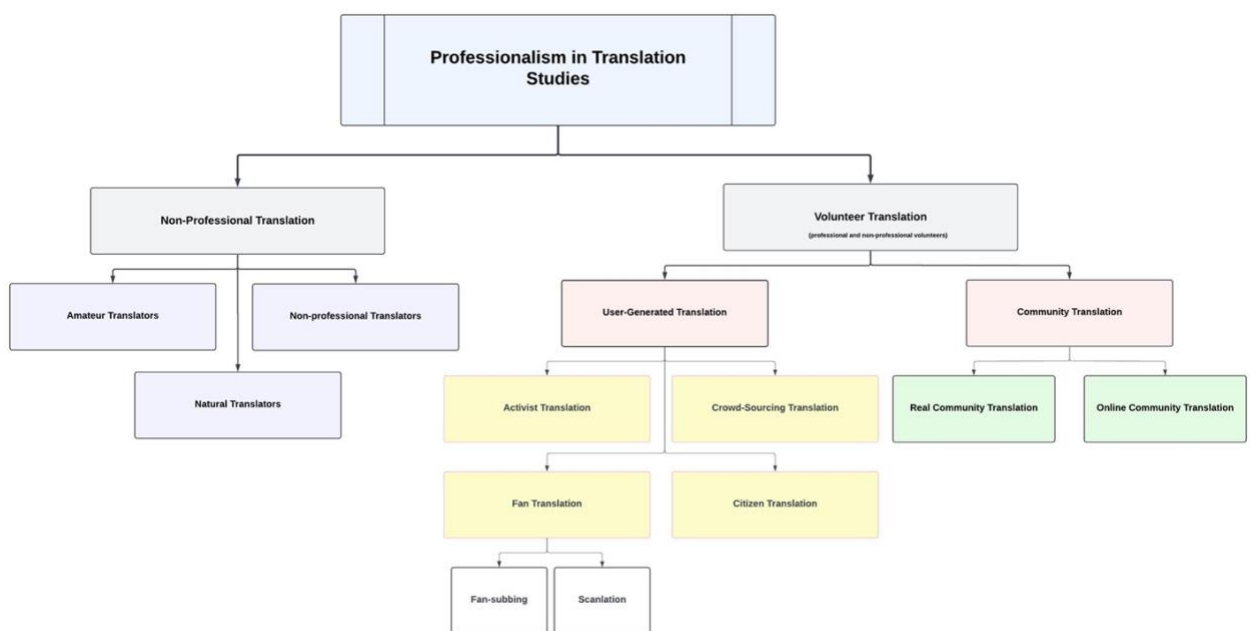 Professionalism in Translation
Studies
Non-Professional Translation
Volunteer Translation
(professional and non-professional volunteers)
Amateur Translators
Non-professional Translators
User-Generated Translation
Community Translation
Natural Translators
Activist Translation
Crowd-Sourcing Translation
Real Community Translation
Online Community Translation
Fan Translation
Citizen Translation
Fan-subbing
Scanlation